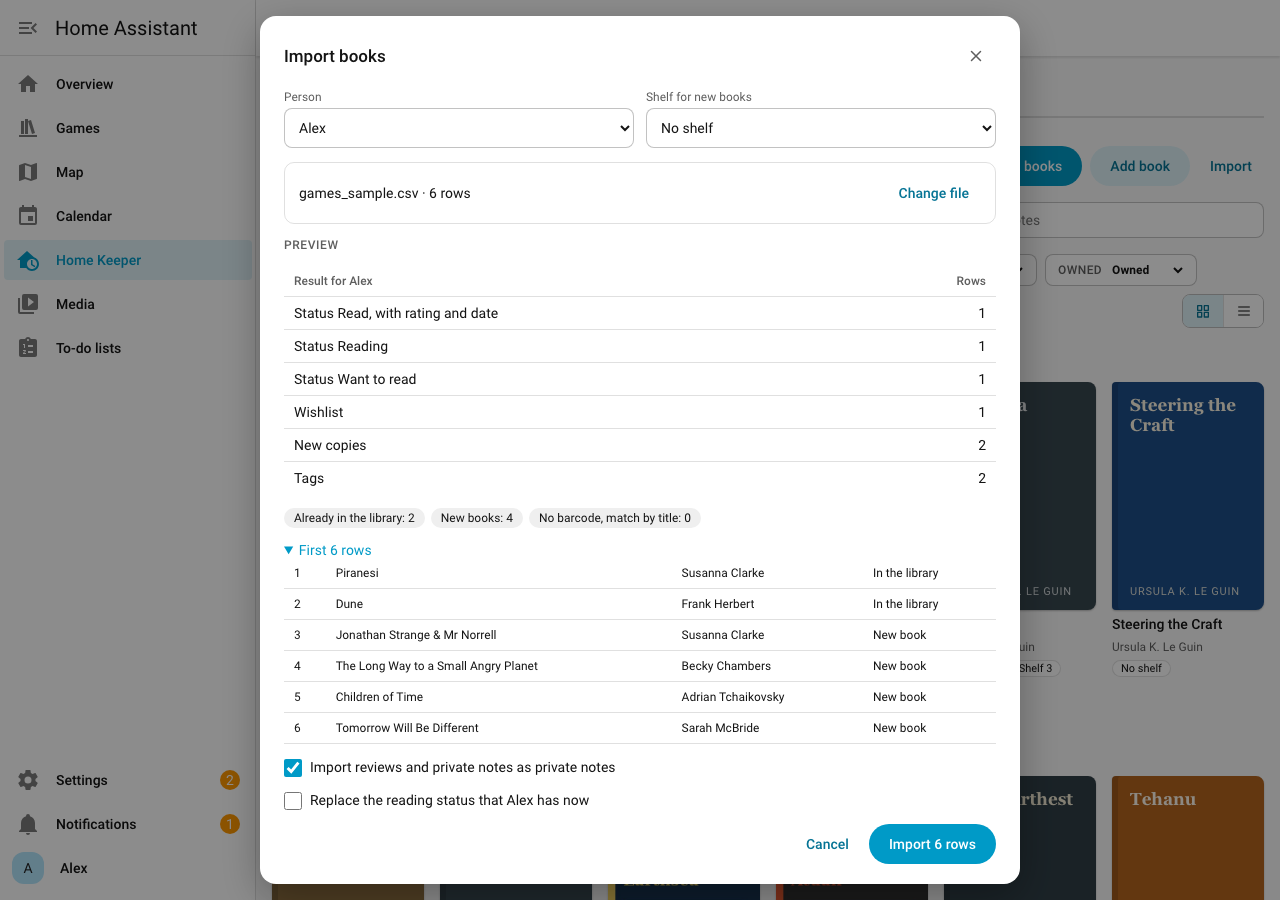 Home Assistant
Overview
Games
Map
Calendar
Home Keeper
Media
To-do lists
Settings 2
Notifications 1
A Alex
Import books
Person
Alex
Shelf for new books
No shelf
games_sample.csv · 6 rows
Change file
PREVIEW
Result for Alex Rows
Status Read, with rating and date 1
Status Reading 1
Status Want to read 1
Wishlist 1
New copies 2
Tags 2
Already in the library: 2 New books: 4 No barcode, match by title: 0
First 6 rows
1 Piranesi Susanna Clarke In the library
2 Dune Frank Herbert In the library
3 Jonathan Strange & Mr Norrell Susanna Clarke New book
4 The Long Way to a Small Angry Planet Becky Chambers New book
5 Children of Time Adrian Tchaikovsky New book
6 Tomorrow Will Be Different Sarah McBride New book
Import reviews and private notes as private notes
Replace the reading status that Alex has now
Cancel
Import 6 rows
books
Add book
Import
OWNED Owned
Steering the
Craft
LE GUIN
URSULA K. LE GUIN
Steering the Craft
Ursula K. Le Guin
Shelf 3
No shelf
Tehanu